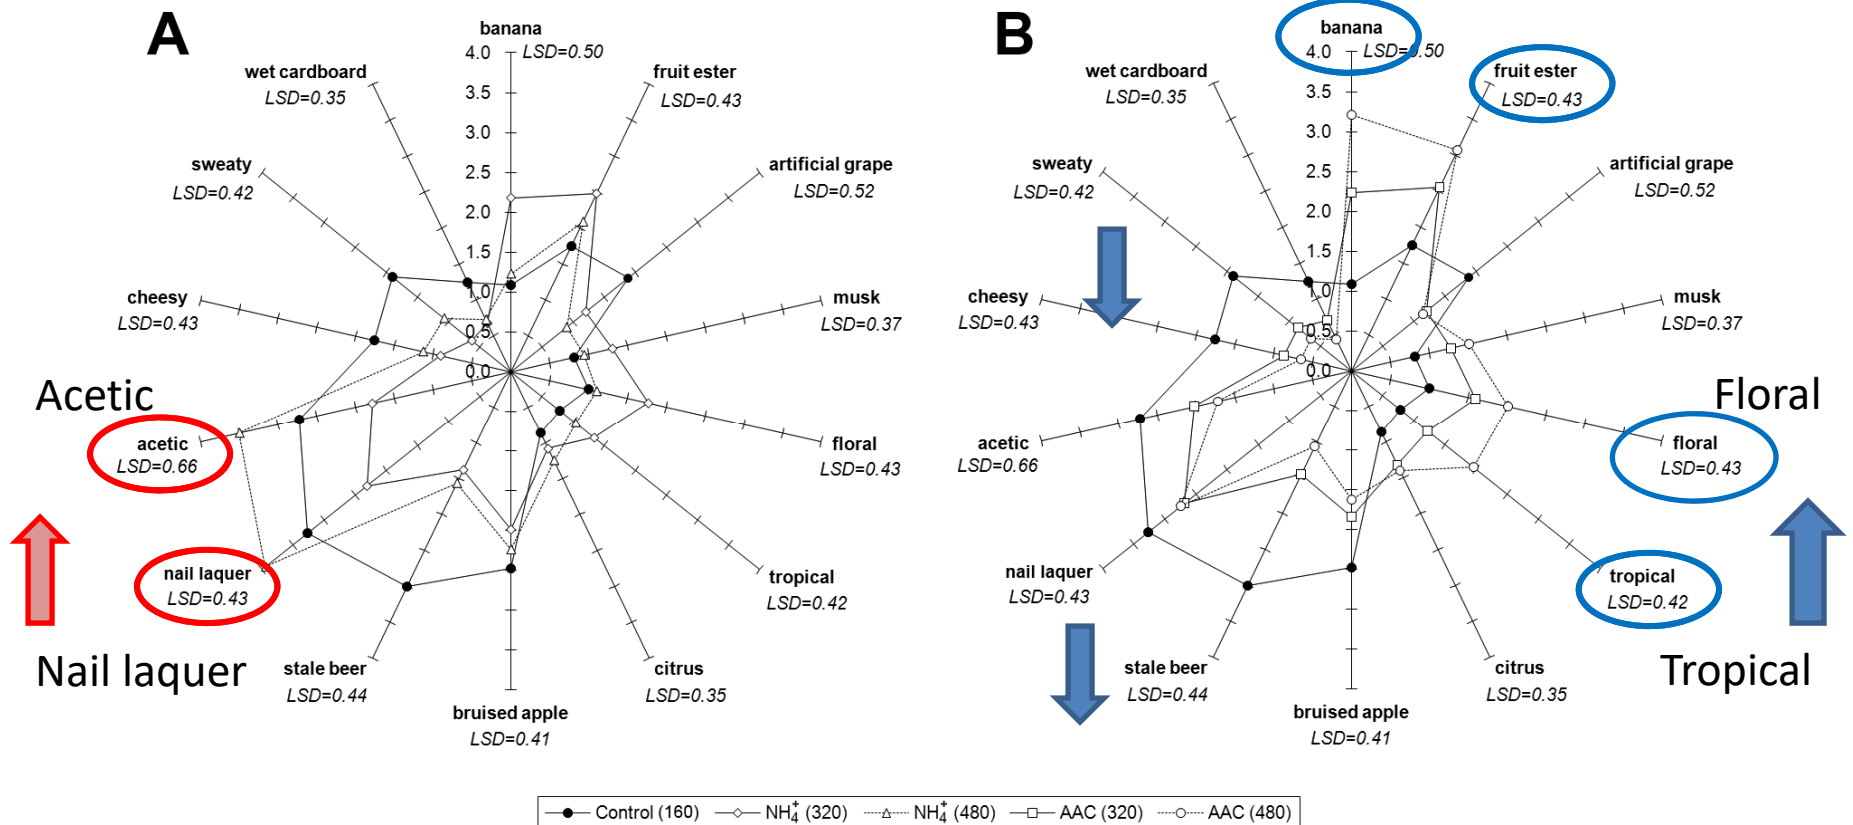 A
banana
LSD=0.50
wet cardboard
LSD=0.35
fruit ester
LSD=0.43
sweaty
LSD=0.42
artificial grape
LSD=0.52
cheesy
LSD=0.43
musk
LSD=0.37
4.0
3.5
3.0
2.5
2.0
1.5
1.0
0.5
0.0
Acetic
acetic
LSD=0.66
floral
LSD=0.43
nail laquer
LSD=0.43
tropical
LSD=0.42
Nail laquer
stale beer
LSD=0.44
citrus
LSD=0.35
bruised apple
LSD=0.41
B
banana
LSD=0.50
wet cardboard
LSD=0.35
fruit ester
LSD=0.43
sweaty
LSD=0.42
artificial grape
LSD=0.52
cheesy
LSD=0.43
musk
LSD=0.37
4.0
3.5
3.0
2.5
2.0
1.5
1.0
0.5
0.0
Floral
acetic
LSD=0.66
floral
LSD=0.43
nail laquer
LSD=0.43
tropical
LSD=0.42
Tropical
stale beer
LSD=0.44
citrus
LSD=0.35
bruised apple
LSD=0.41
Control (160) NH₄⁺ (320) NH₄⁺ (480) AAC (320) AAC (480)